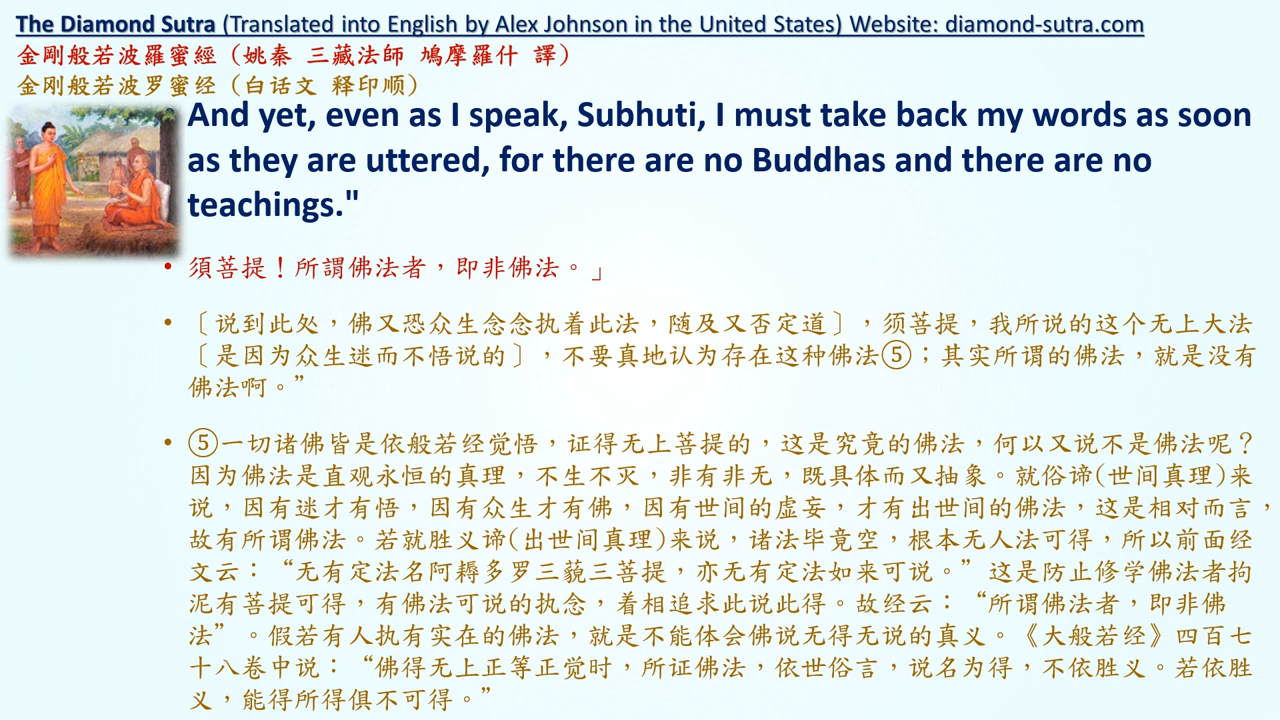 The Diamond Sutra (Translated into English by Alex Johnson in the United States) Website: diamond-sutra.com
金剛般若波羅蜜經（姚秦 三藏法師 鳩摩羅什 譯）
金剛般若波罗蜜经（白话文 释印顺）
And yet, even as I speak, Subhuti, I must take back my words as soon
as they are uttered, for there are no Buddhas and there are no
teachings."
• 須菩提！所謂佛法者，即非佛法。」
• 〔说到此处，佛又恐众生念念执着此法，随及又否定道〕，须菩提，我所说的这个无上大法
〔是因为众生迷而不悟说的〕，不要真地认为存在这种佛法⑤；其实所谓的佛法，就是没有
佛法啊。”
• ⑤一切诸佛皆是依般若经觉悟，证得无上菩提的，这是究竟的佛法，何以又说不是佛法呢？
因为佛法是直观永恒的真理，不生不灭，非有非无，既具体而又抽象。就俗谛(世间真理)来
说，因有迷才有悟，因有众生才有佛，因有世间的虚妄，才有出世间的佛法，这是相对而言，
故有所谓佛法。若就胜义谛(出世间真理)来说，诸法毕竟空，根本无人法可得，所以前面经
文云：“无有定法名阿耨多罗三藐三菩提，亦无有定法如来可说。”这是防止修学佛法者拘
泥有菩提可得，有佛法可说的执念，着相追求此说此得。故经云：“所谓佛法者，即非佛
法”。假若有人执有实在的佛法，就是不能体会佛说无得无说的真义。《大般若经》四百七
十八卷中说：“佛得无上正等正觉时，所证佛法，依世俗言，说名为得，不依胜义。若依胜
义，能得所得俱不可得。”